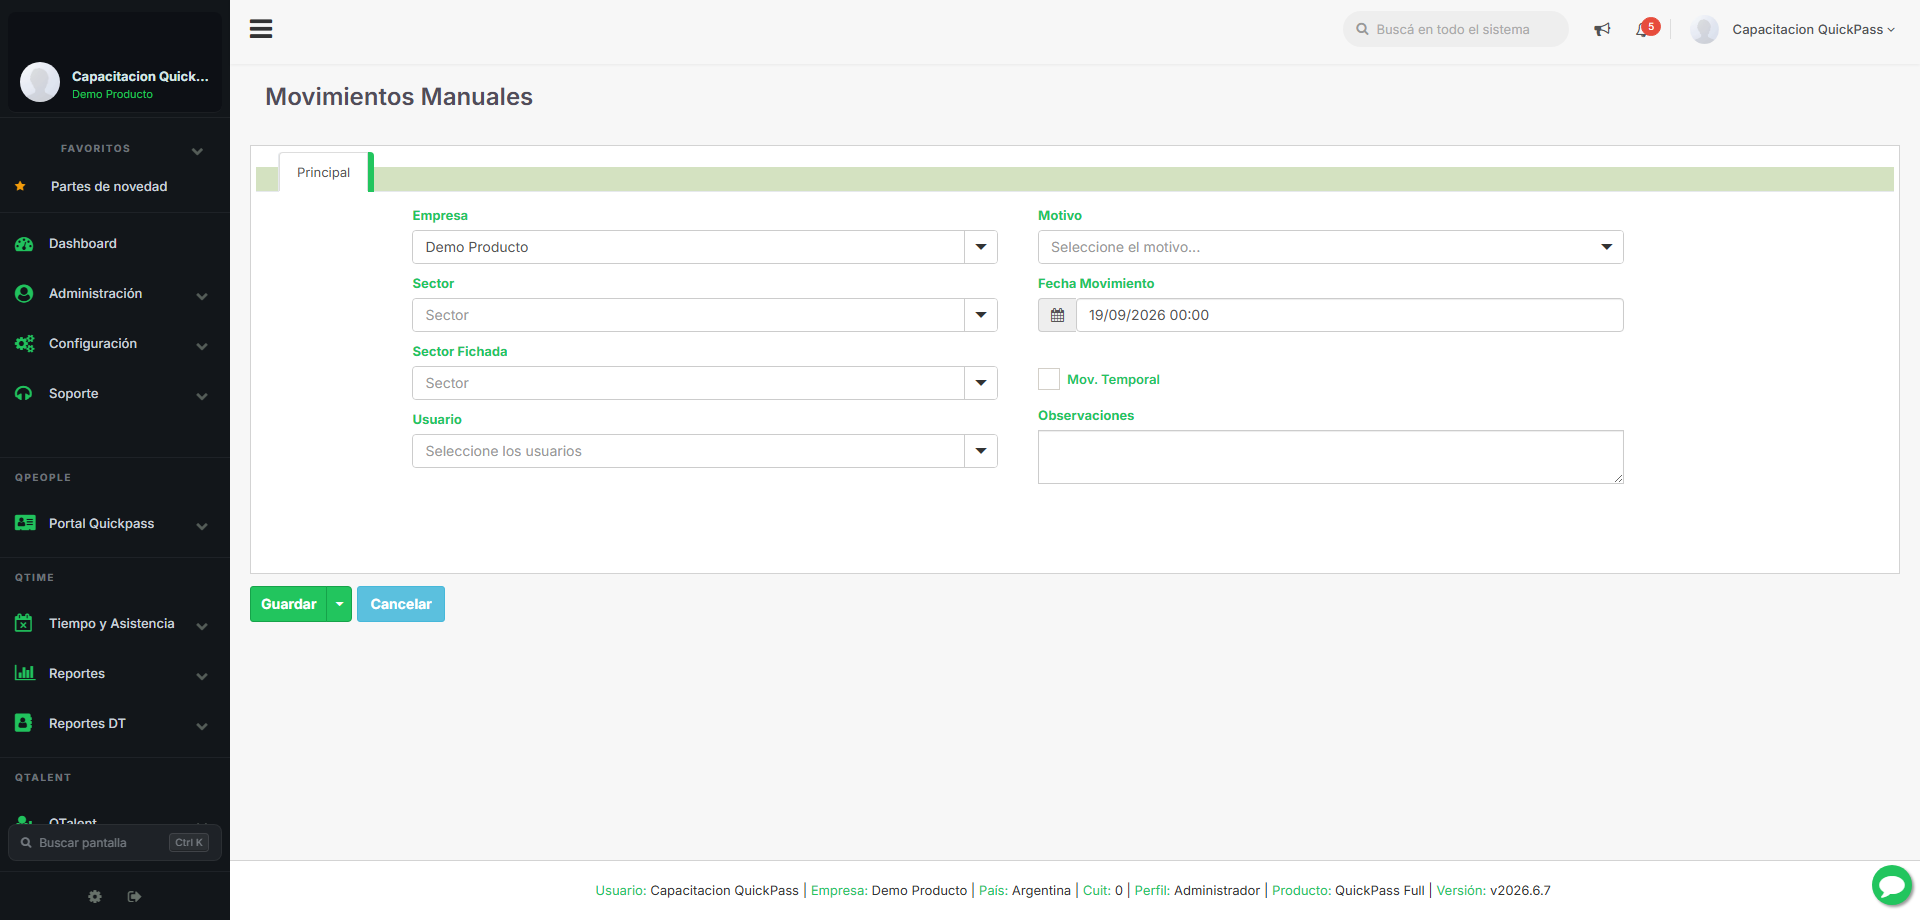 Capacitacion Quick...
Demo Producto
FAVORITOS
Partes de novedad
Dashboard
Administración
Configuración
Soporte
QPEOPLE
Portal Quickpass
QTIME
Tiempo y Asistencia
Reportes
Reportes DT
QTALENT
QTalent
Buscar pantalla
Ctrl K
Buscá en todo el sistema
5
Capacitacion QuickPass
Movimientos Manuales
Principal
Empresa
Demo Producto
Sector
Sector
Sector Fichada
Sector
Usuario
Seleccione los usuarios
Motivo
Seleccione el motivo...
Fecha Movimiento
19/09/2026 00:00
Mov. Temporal
Observaciones
Guardar
Cancelar
Usuario: Capacitacion QuickPass | Empresa: Demo Producto | País: Argentina | Cuit: 0 | Perfil: Administrador | Producto: QuickPass Full | Versión: v2026.6.7